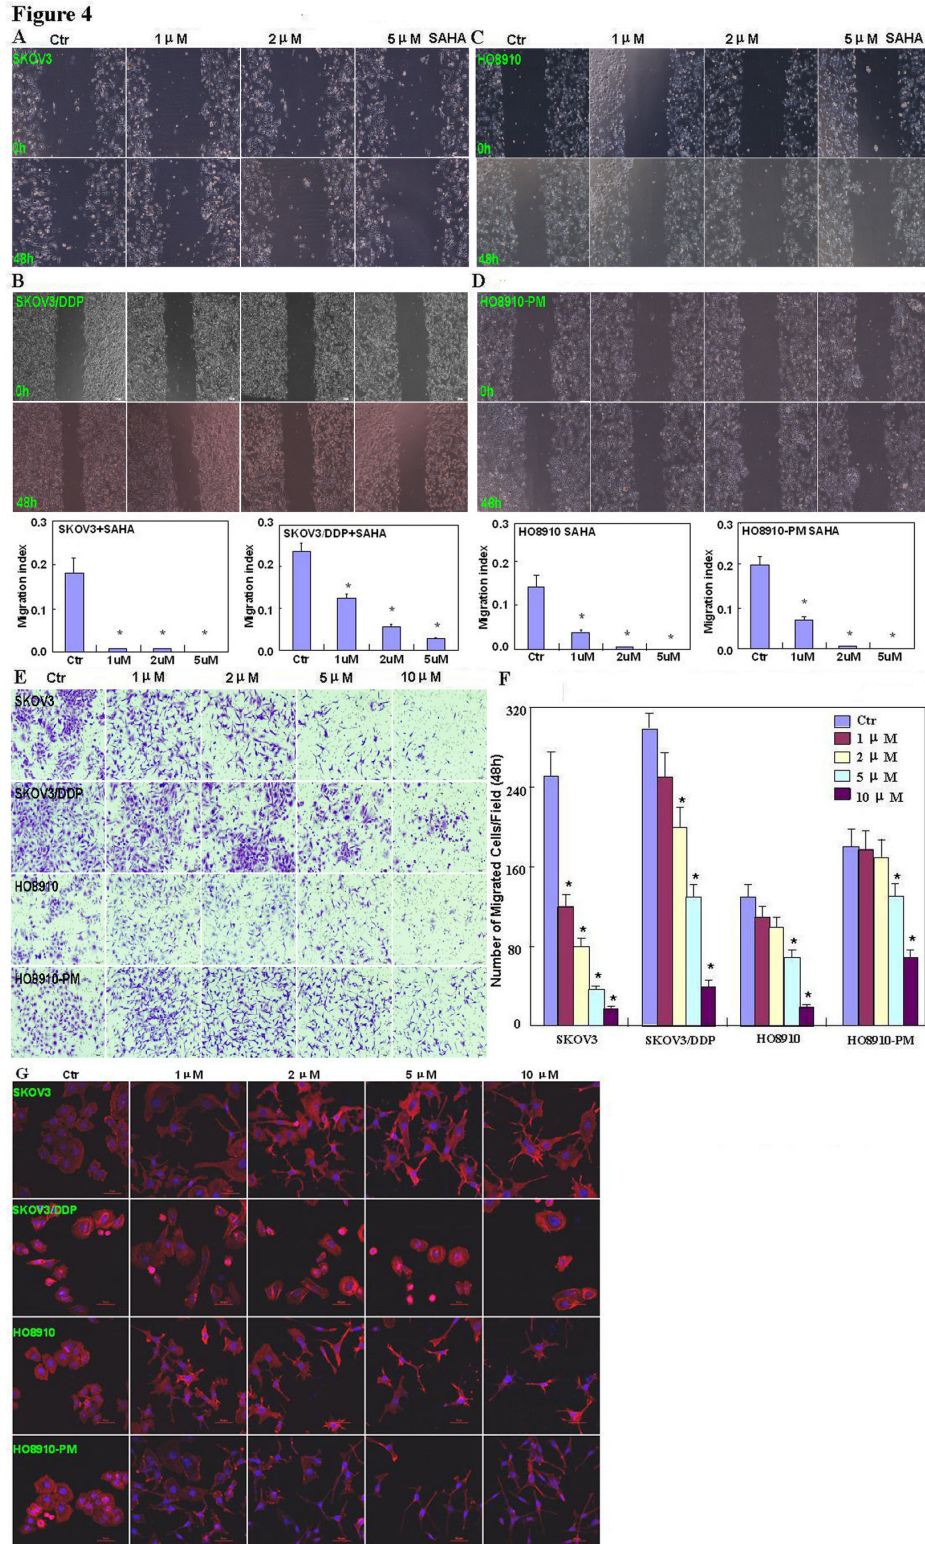 Figure 4
A Ctr 1 μ M 2 μ M 5 μ M SAHA
SKOV3
0h
48h
C Ctr 1 μ M 2 μ M 5 μ M SAHA
HO8910
B
SKOV3/DDP
0h
48h
D
HO8910-PM
0h
48h
SKOV3+SAHA
Migration index
0.3
0.2
0.1
0.0
* * *
Ctr 1uM 2uM 5uM
SKOV3/DDP+SAHA
Migration index
0.3
0.2
0.1
0.0
* * *
Ctr 1uM 2uM 5uM
HO8910 SAHA
Migration index
0.3
0.2
0.1
0.0
* * *
Ctr 1uM 2uM 5uM
HO8910-PM SAHA
Migration index
0.3
0.2
0.1
0.0
* * *
Ctr 1uM 2uM 5uM
E Ctr 1 μ M 2 μ M 5 μ M 10 μ M
SKOV3
SKOV3/DDP
HO8910
HO8910-PM
F
Number of Migrated Cells/Field (48h)
320
240
160
80
0
Ctr
1 μ M
2 μ M
5 μ M
10 μ M
* * * *
* * *
* *
* *
SKOV3 SKOV3/DDP HO8910 HO8910-PM
G Ctr 1 μ M 2 μ M 5 μ M 10 μ M
SKOV3
SKOV3/DDP
HO8910
HO8910-PM